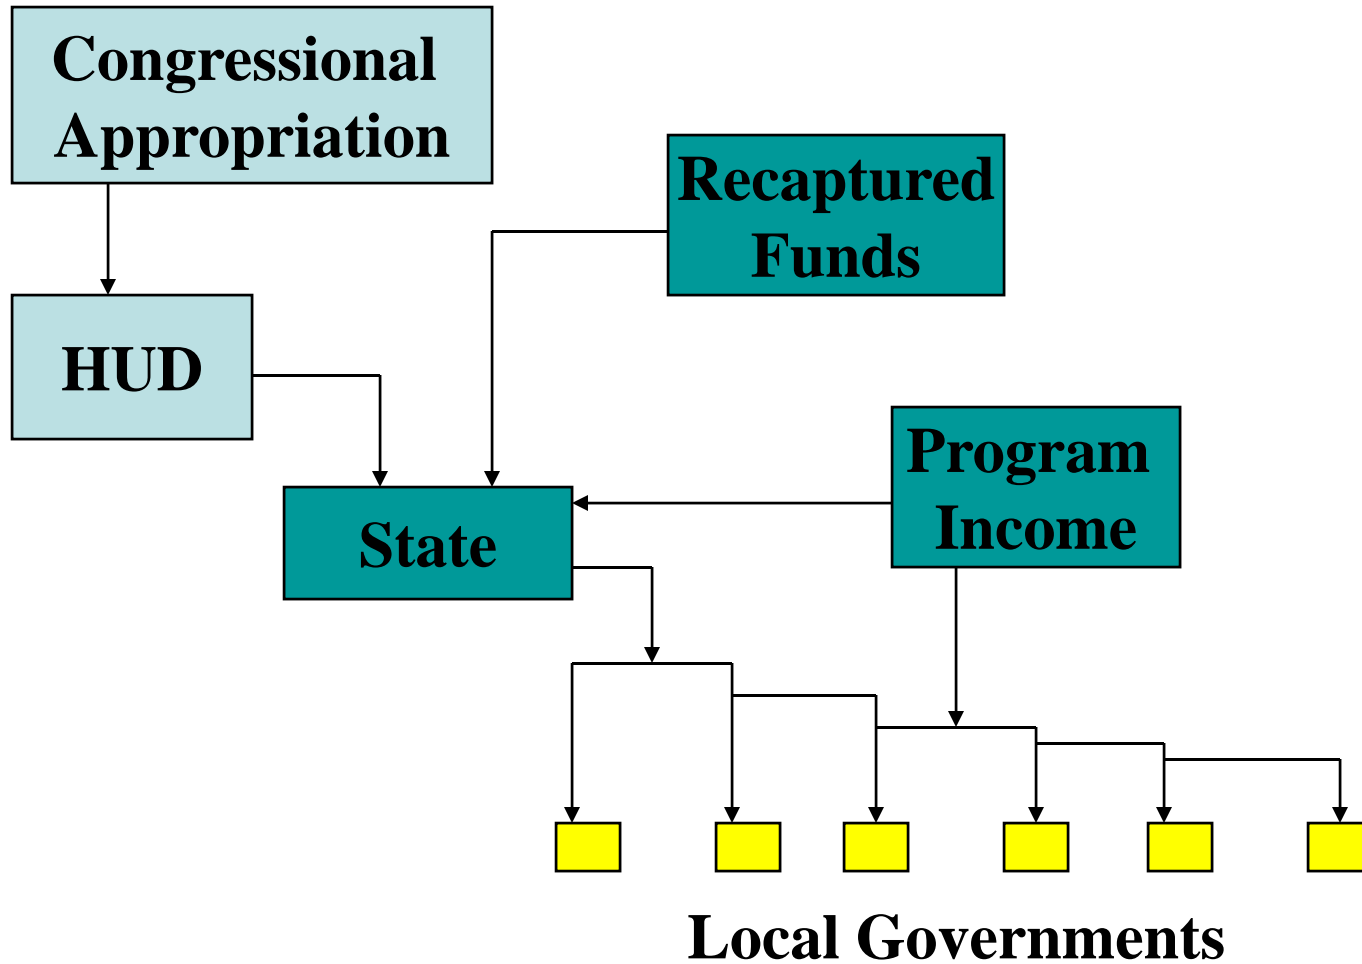 Congressional
Appropriation
Recaptured
Funds
HUD
Program
Income
State
Local Governments